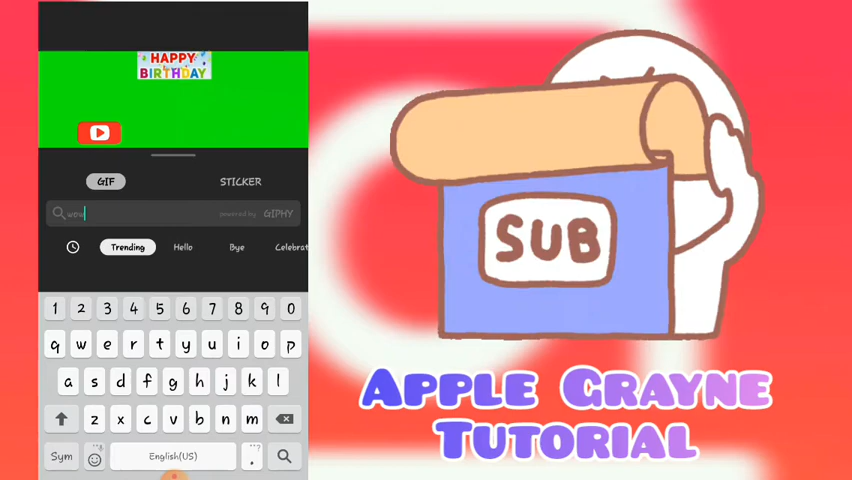 HAPPY
BIRTHDAY
GIF
STICKER
wow
powered by GIPHY
Trending
Hello
Bye
Celebrat
1 2 3 4 5 6 7 8 9 0
q w e r t y u i o p
a s d f g h j k l
z x c v b n m
Sym
English(US)
SUB
Apple Grayne
Tutorial